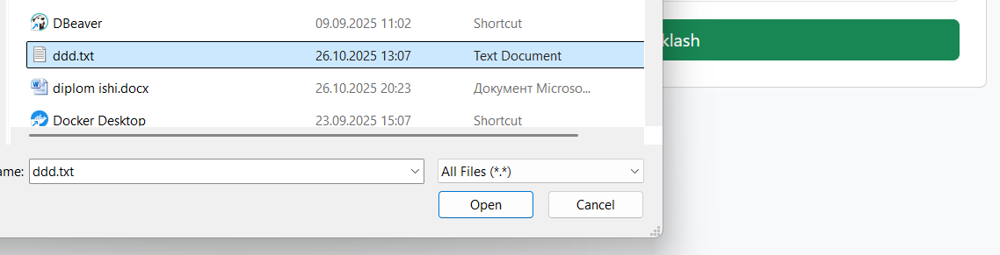 DBeaver 09.09.2025 11:02 Shortcut
klash
ddd.txt 26.10.2025 13:07 Text Document
diplom ishi.docx 26.10.2025 20:23 Документ Microso...
Docker Desktop 23.09.2025 15:07 Shortcut
ame: ddd.txt All Files (*.*)
Open Cancel